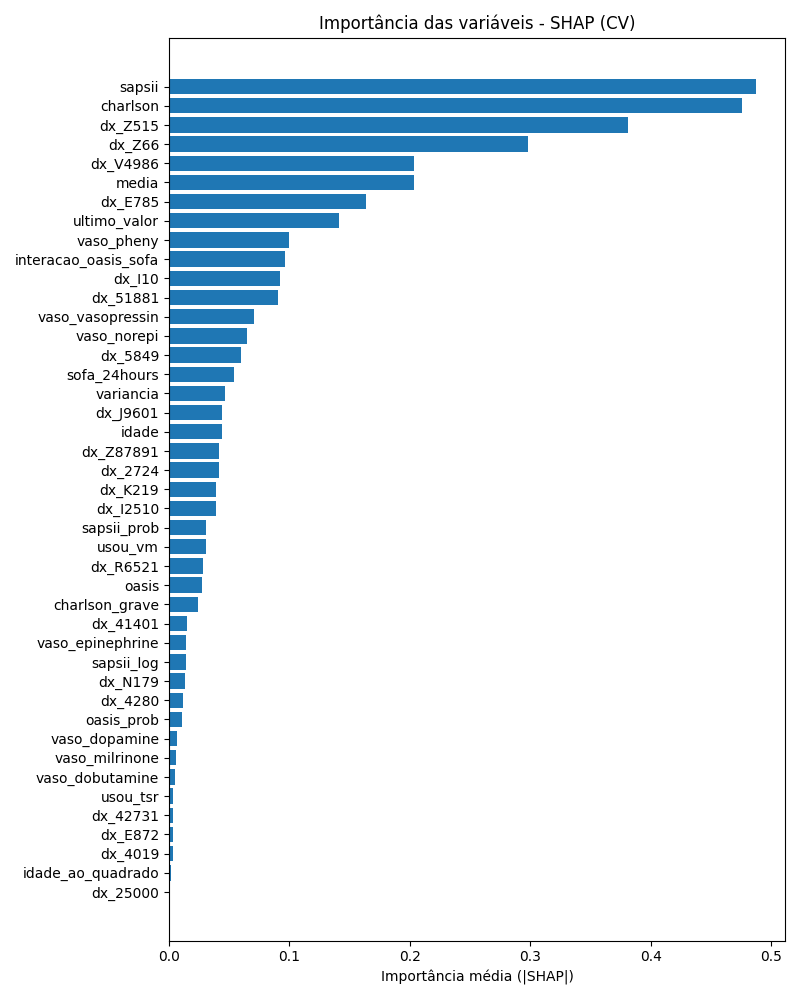 Importância das variáveis - SHAP (CV)
sapsii
charlson
dx_Z515
dx_Z66
dx_V4986
media
dx_E785
ultimo_valor
vaso_pheny
interacao_oasis_sofa
dx_I10
dx_51881
vaso_vasopressin
vaso_norepi
dx_5849
sofa_24hours
variancia
dx_J9601
idade
dx_Z87891
dx_2724
dx_K219
dx_I2510
sapsii_prob
usou_vm
dx_R6521
oasis
charlson_grave
dx_41401
vaso_epinephrine
sapsii_log
dx_N179
dx_4280
oasis_prob
vaso_dopamine
vaso_milrinone
vaso_dobutamine
usou_tsr
dx_42731
dx_E872
dx_4019
idade_ao_quadrado
dx_25000
0.0 0.1 0.2 0.3 0.4 0.5
Importância média (|SHAP|)